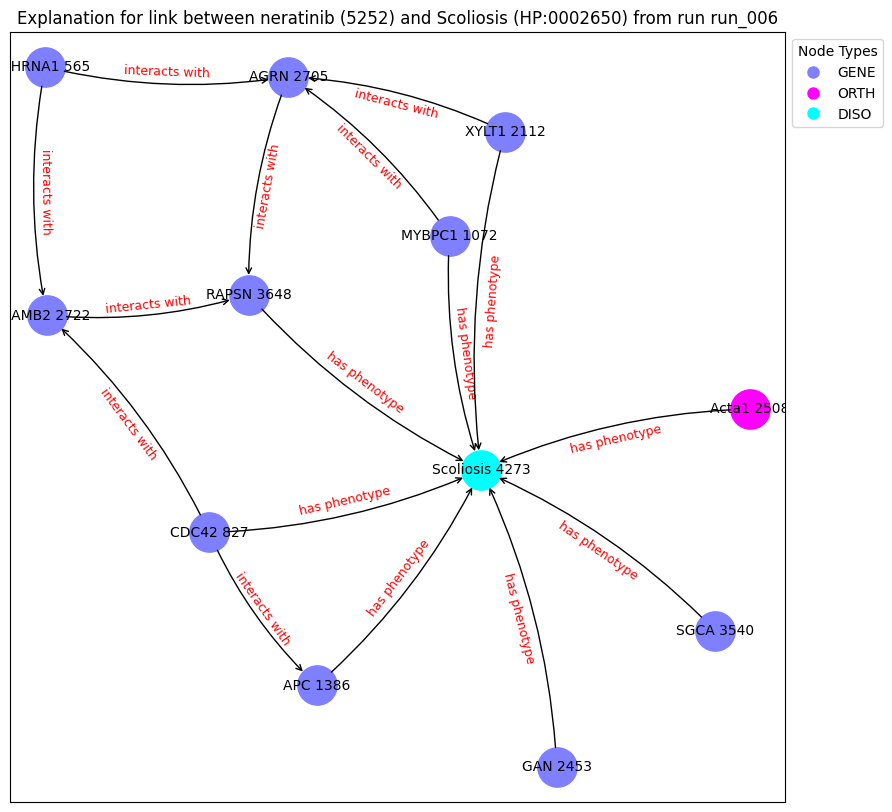 Explanation for link between neratinib (5252) and Scoliosis (HP:0002650) from run run_006
Node Types
GENE
ORTH
DISO
HRNA1 565
interacts with
AGRN 2705
interacts with
XYLT1 2112
interacts with
MYBPC1 1072
interacts with
interacts with
RAPSN 3648
AMB2 2722
interacts with
has phenotype
has phenotype
has phenotype
interacts with
Acta1 2508
has phenotype
Scoliosis 4273
has phenotype
CDC42 827
interacts with
has phenotype
has phenotype
has phenotype
SGCA 3540
APC 1386
GAN 2453